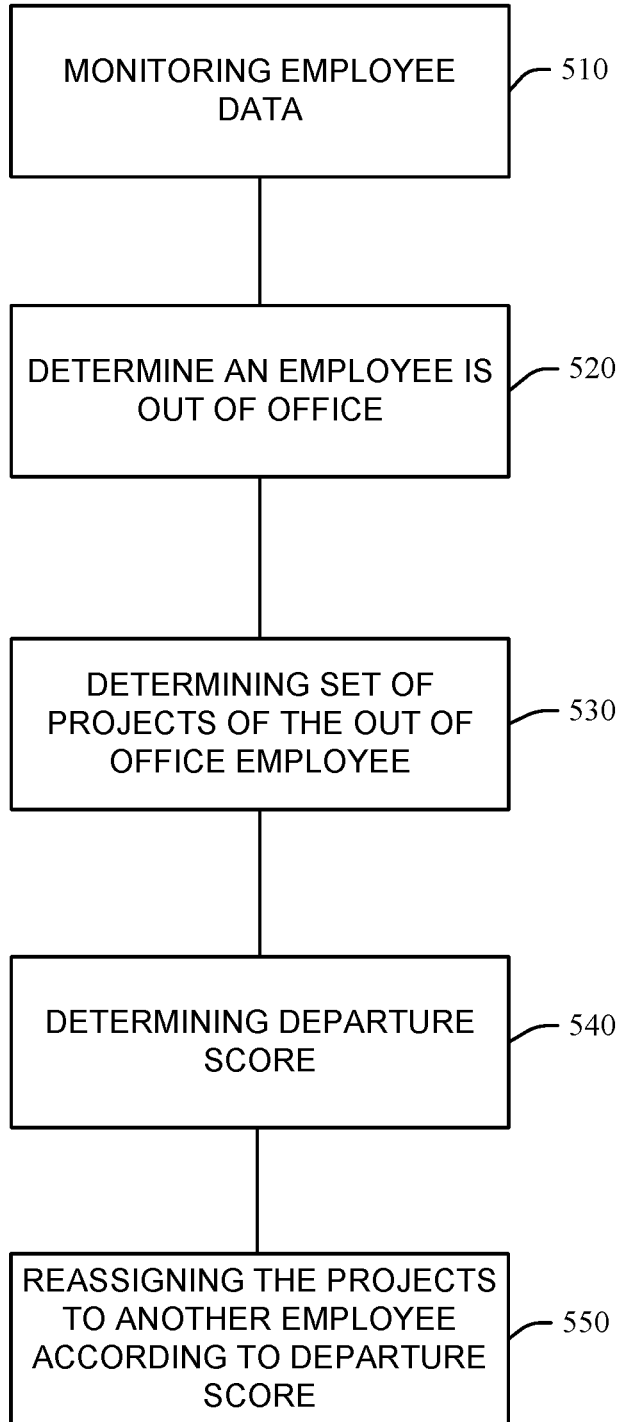 MONITORING EMPLOYEE
DATA
510
DETERMINE AN EMPLOYEE IS
OUT OF OFFICE
520
DETERMINING SET OF
PROJECTS OF THE OUT OF
OFFICE EMPLOYEE
530
DETERMINING DEPARTURE
SCORE
540
REASSIGNING THE PROJECTS
TO ANOTHER EMPLOYEE
ACCORDING TO DEPARTURE
SCORE
550